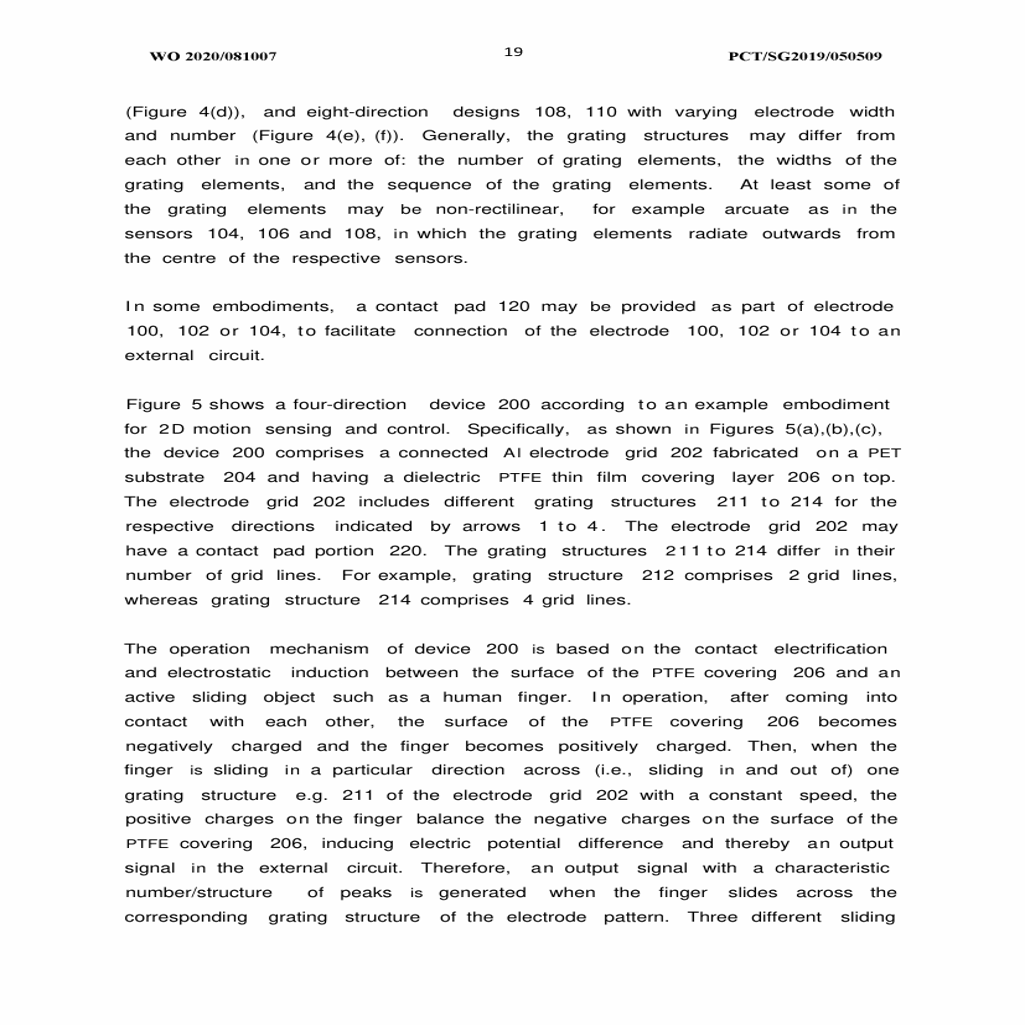 WO 2020/081007 19 PCT/SG2019/050509
(Figure 4(d)), and eight-direction designs 108, 110 with varying electrode width
and number (Figure 4(e), (f)). Generally, the grating structures may differ from
each other in one or more of: the number of grating elements, the widths of the
grating elements, and the sequence of the grating elements. At least some of
the grating elements may be non-rectilinear, for example arcuate as in the
sensors 104, 106 and 108, in which the grating elements radiate outwards from
the centre of the respective sensors.
In some embodiments, a contact pad 120 may be provided as part of electrode
100, 102 or 104, to facilitate connection of the electrode 100, 102 or 104 to an
external circuit.
Figure 5 shows a four-direction device 200 according to an example embodiment
for 2D motion sensing and control. Specifically, as shown in Figures 5(a),(b),(c),
the device 200 comprises a connected Al electrode grid 202 fabricated on a PET
substrate 204 and having a dielectric PTFE thin film covering layer 206 on top.
The electrode grid 202 includes different grating structures 211 to 214 for the
respective directions indicated by arrows 1 to 4. The electrode grid 202 may
have a contact pad portion 220. The grating structures 211 to 214 differ in their
number of grid lines. For example, grating structure 212 comprises 2 grid lines,
whereas grating structure 214 comprises 4 grid lines.
The operation mechanism of device 200 is based on the contact electrification
and electrostatic induction between the surface of the PTFE covering 206 and an
active sliding object such as a human finger. In operation, after coming into
contact with each other, the surface of the PTFE covering 206 becomes
negatively charged and the finger becomes positively charged. Then, when the
finger is sliding in a particular direction across (i.e., sliding in and out of) one
grating structure e.g. 211 of the electrode grid 202 with a constant speed, the
positive charges on the finger balance the negative charges on the surface of the
PTFE covering 206, inducing electric potential difference and thereby an output
signal in the external circuit. Therefore, an output signal with a characteristic
number/structure of peaks is generated when the finger slides across the
corresponding grating structure of the electrode pattern. Three different sliding